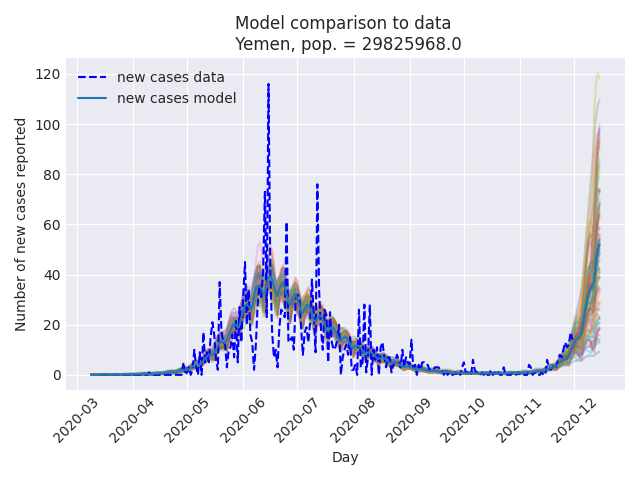 Model comparison to data
Yemen, pop. = 29825968.0
new cases data
new cases model
Number of new cases reported
120
100
80
60
40
20
0
2020-03
2020-04
2020-05
2020-06
2020-07
2020-08
2020-09
2020-10
2020-11
2020-12
Day